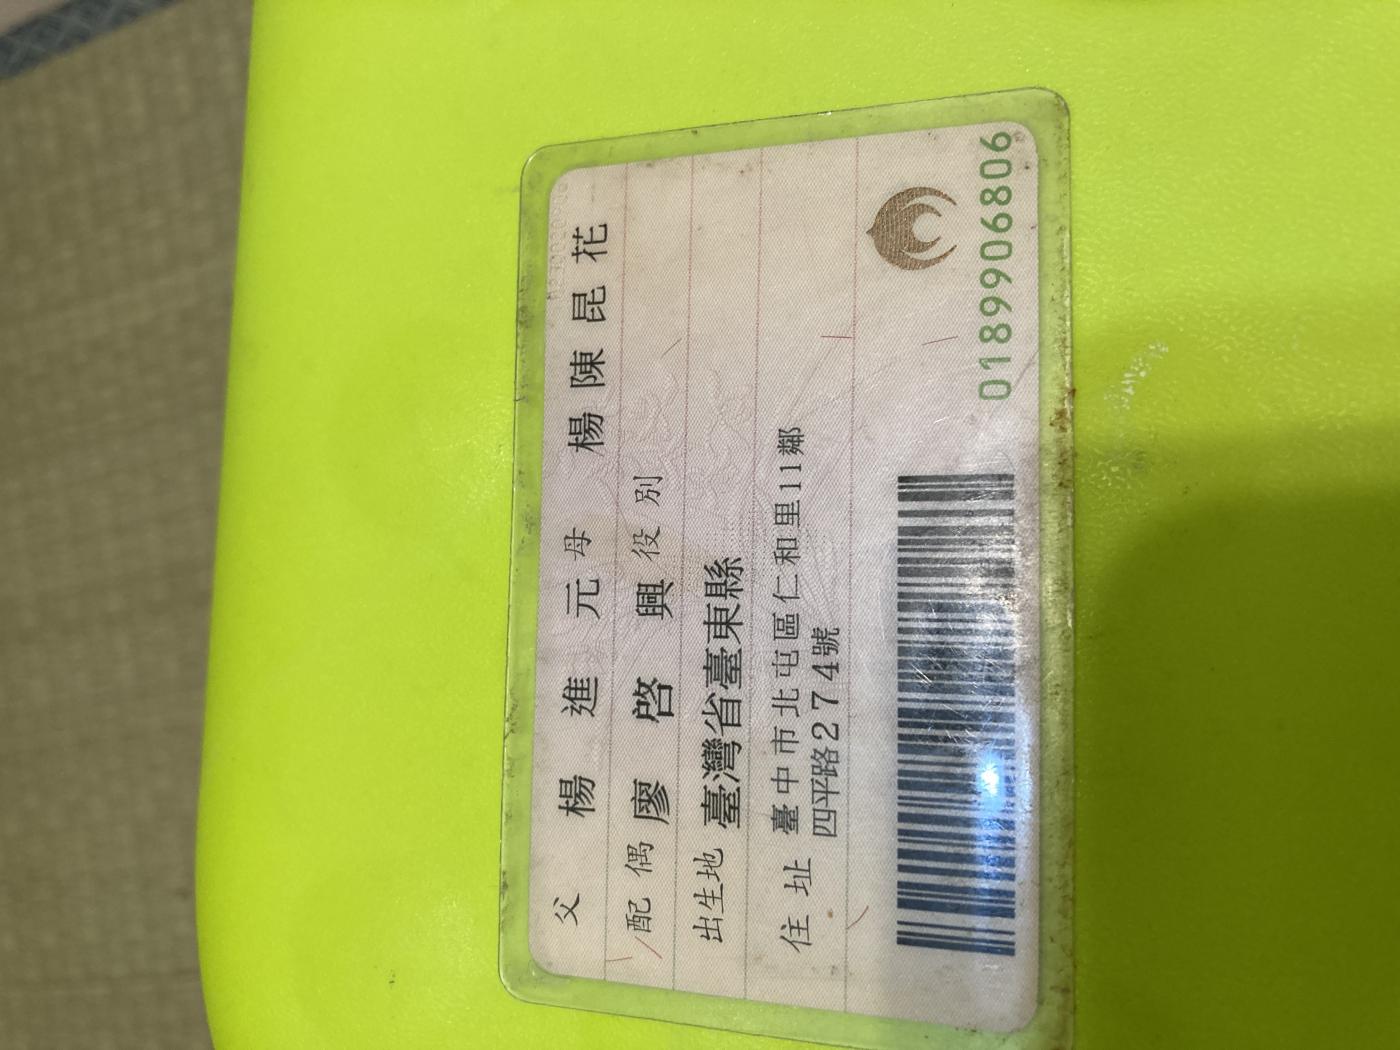 父 楊進元 母 楊陳昆花
配偶 廖啓興 役別
出生地 臺灣省臺東縣
住址 臺中市北屯區仁和里11鄰
四平路274號
0189906806